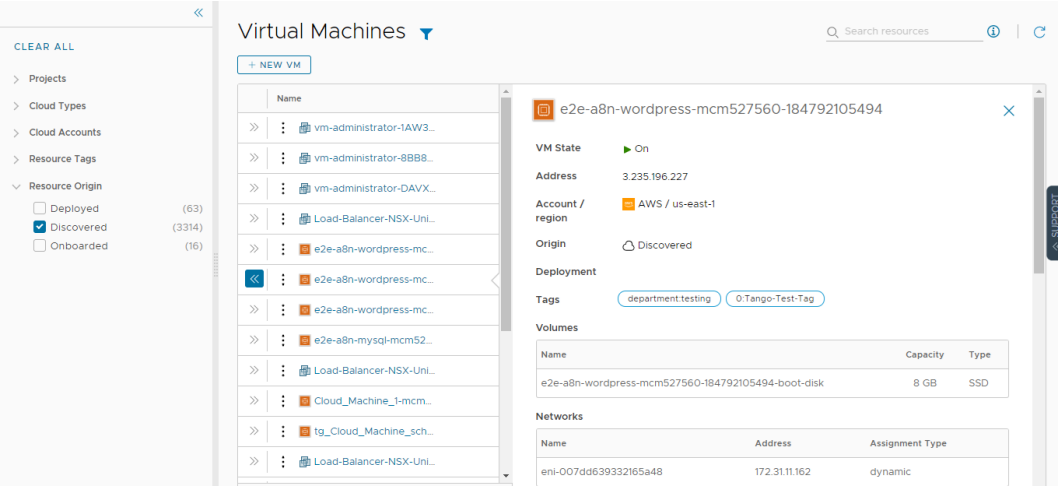 CLEAR ALL
Projects
Cloud Types
Cloud Accounts
Resource Tags
Resource Origin
Deployed (63)
Discovered (3314)
Onboarded (16)
Virtual Machines
Search resources
+ NEW VM
Name
vm-administrator-1AW3...
vm-administrator-8BB8...
vm-administrator-DAVX...
Load-Balancer-NSX-Uni...
e2e-a8n-wordpress-mc...
e2e-a8n-wordpress-mc...
e2e-a8n-wordpress-mc...
e2e-a8n-mysql-mcm52...
Load-Balancer-NSX-Uni...
Cloud_Machine_1-mcm...
tg_Cloud_Machine_sch...
Load-Balancer-NSX-Uni...
e2e-a8n-wordpress-mcm527560-184792105494
VM State On
Address 3.235.196.227
Account / region AWS / us-east-1
Origin Discovered
Deployment
Tags department:testing 0:Tango-Test-Tag
Volumes
Name Capacity Type
e2e-a8n-wordpress-mcm527560-184792105494-boot-disk 8 GB SSD
Networks
Name Address Assignment Type
eni-007dd639332165a48 172.31.11.162 dynamic
SUPPORT